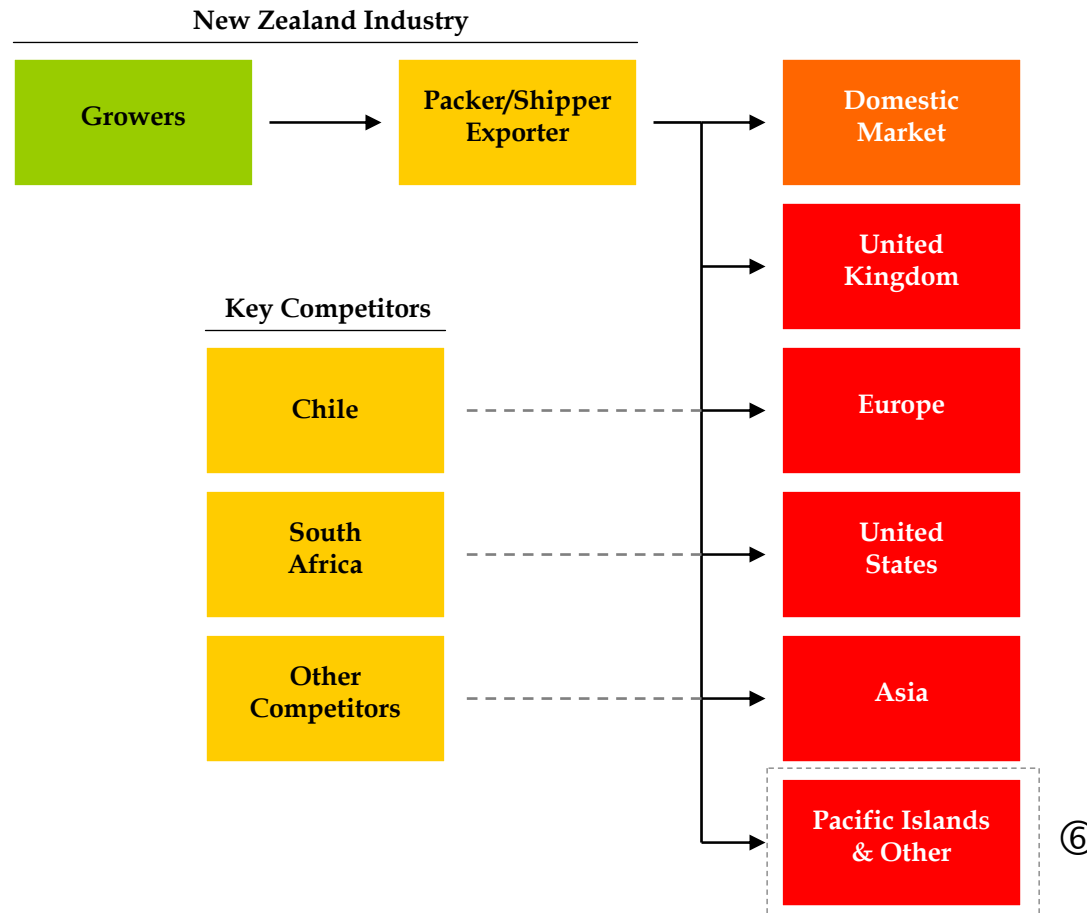 New Zealand Industry
Growers
Packer/Shipper
Exporter
Domestic
Market
United
Kingdom
Key Competitors
Chile
Europe
South
Africa
United
States
Other
Competitors
Asia
Pacific Islands
& Other
⑥